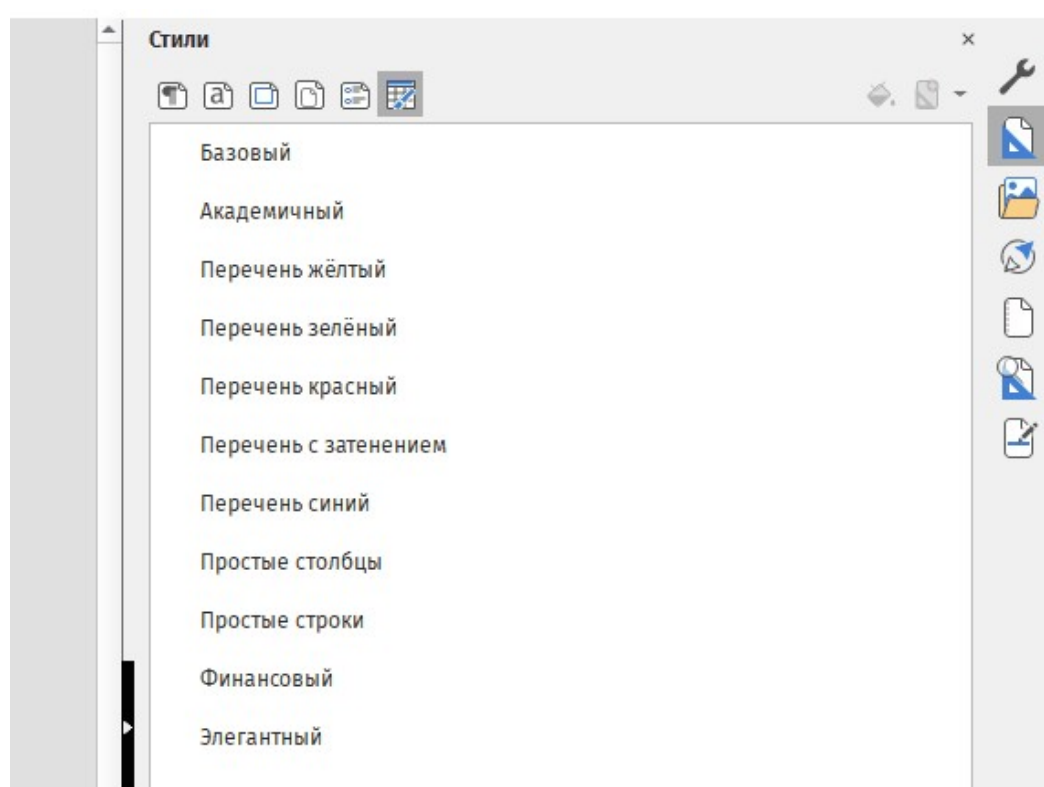 Стили
Базовый
Академичный
Перечень жёлтый
Перечень зелёный
Перечень красный
Перечень с затенением
Перечень синий
Простые столбцы
Простые строки
Финансовый
Элегантный